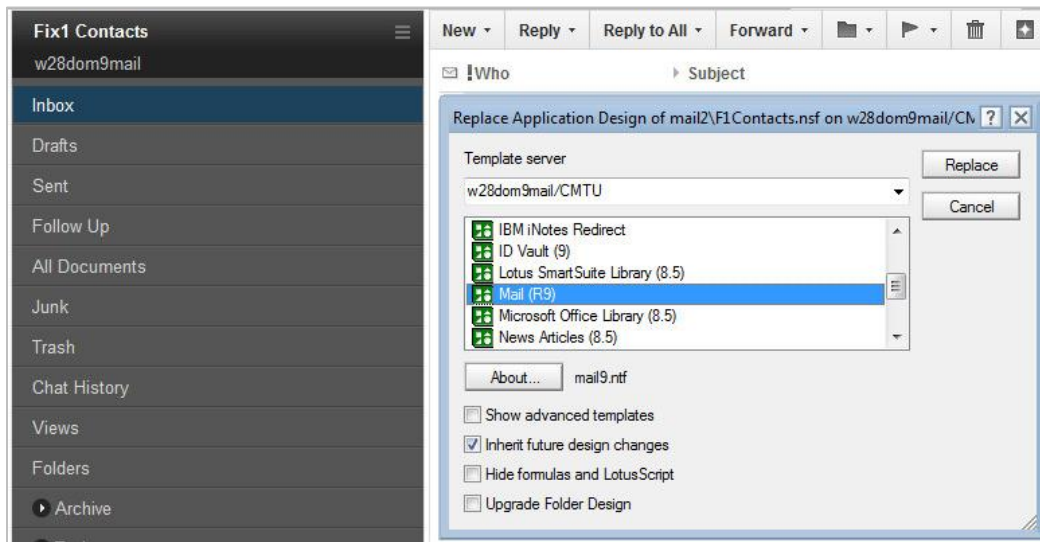 Fix1 Contacts
w28dom9mail
Inbox
Drafts
Sent
Follow Up
All Documents
Junk
Trash
Chat History
Views
Folders
Archive
New Reply Reply to All Forward
!Who Subject
Replace Application Design of mail2\F1Contacts.nsf on w28dom9mail/CM
Template server
w28dom9mail/CMTU
Replace
Cancel
IBM iNotes Redirect
ID Vault (9)
Lotus SmartSuite Library (8.5)
Mail (R9)
Microsoft Office Library (8.5)
News Articles (8.5)
About... mail9.ntf
Show advanced templates
Inherit future design changes
Hide formulas and LotusScript
Upgrade Folder Design